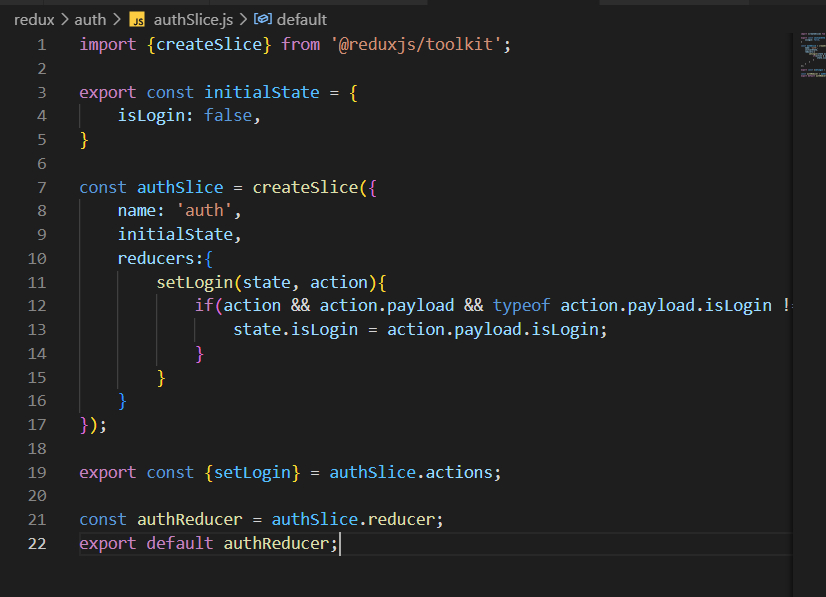 redux > auth > JS authSlice.js > default
1 import {createSlice} from '@reduxjs/toolkit';
2
3 export const initialState = {
4 isLogin: false,
5 }
6
7 const authSlice = createSlice({
8 name: 'auth',
9 initialState,
10 reducers:{
11 setLogin(state, action){
12 if(action && action.payload && typeof action.payload.isLogin !
13 state.isLogin = action.payload.isLogin;
14 }
15 }
16 }
17 });
18
19 export const {setLogin} = authSlice.actions;
20
21 const authReducer = authSlice.reducer;
22 export default authReducer;